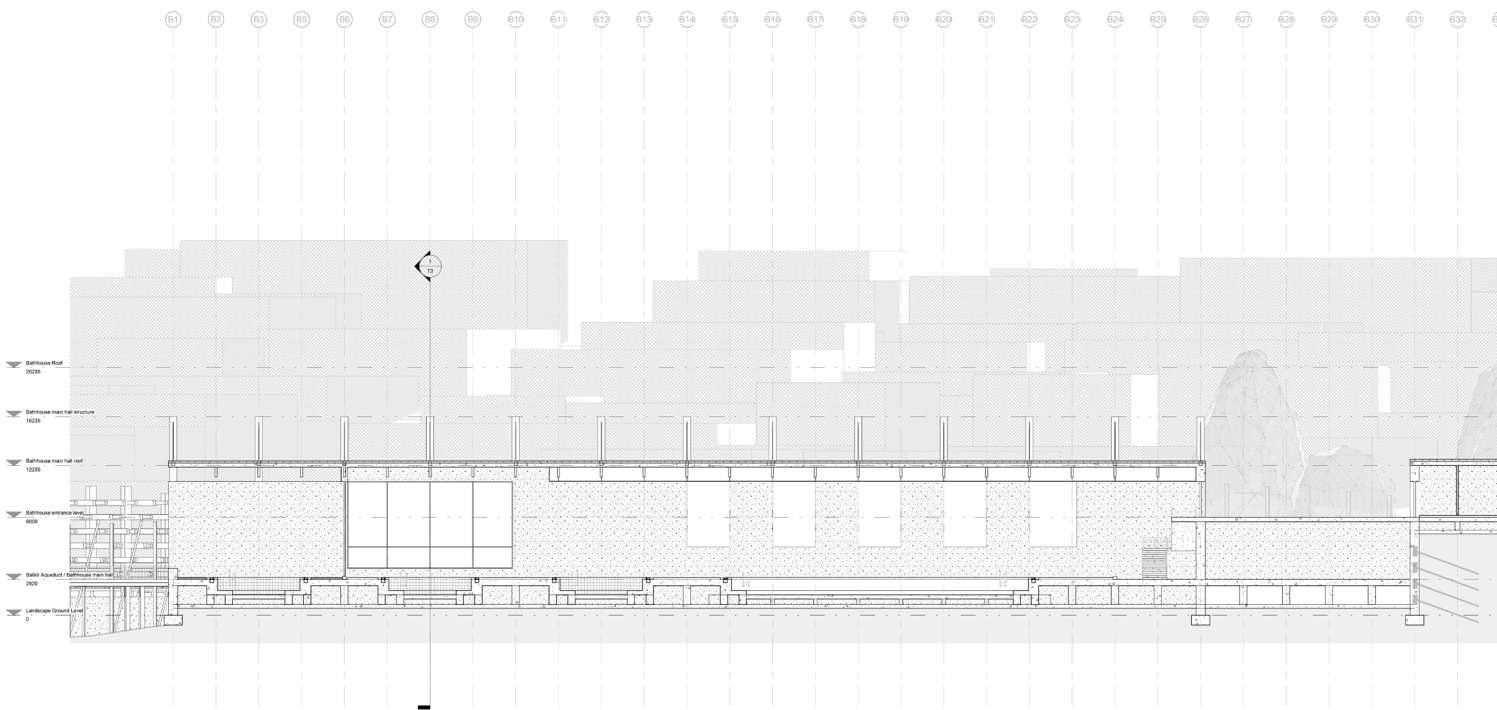 B1 B2 B3 B5 B6 B7 B8 B9 B10 B11 B12 B13 B14 B15 B16 B17 B18 B19 B20 B21 B22 B23 B24 B25 B26 B27 B28 B29 B30 B31 B32
1
T3
Bathhouse Roof
20235
Bathhouse main hall structure
16235
Bathhouse main hall roof
12235
Bathhouse entrance level
8000
Balıklı Aqueduct / Bathhouse main hall
2920
Landscape Ground Level
0